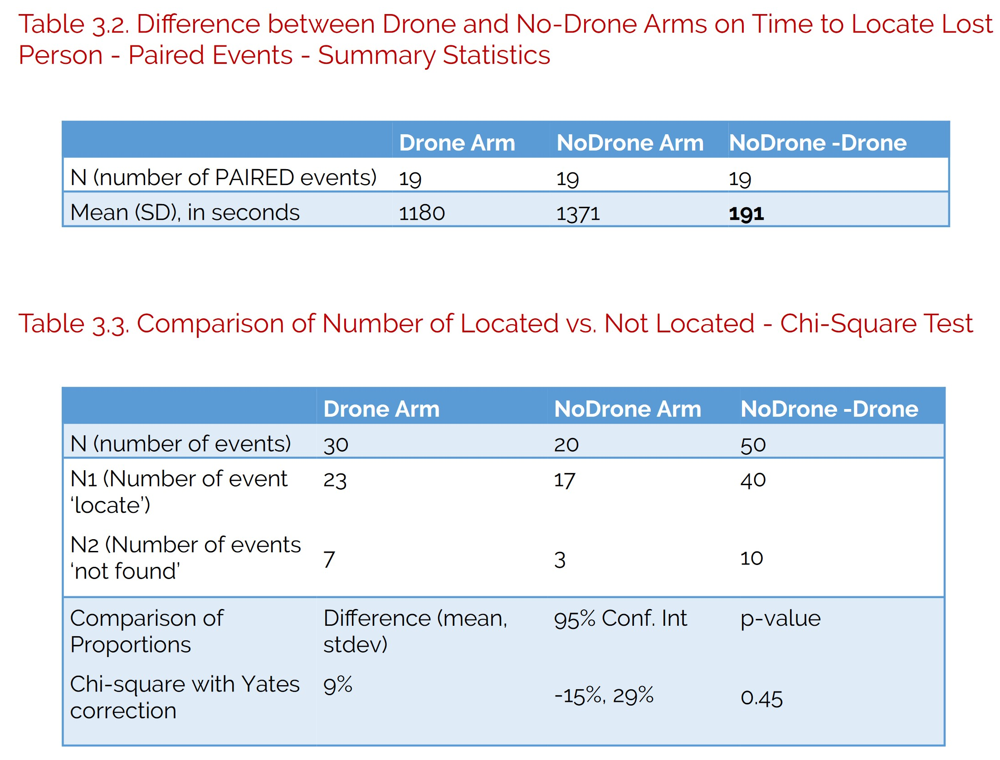 Table 3.2. Difference between Drone and No-Drone Arms on Time to Locate Lost
Person - Paired Events - Summary Statistics
Drone Arm NoDrone Arm NoDrone -Drone
N (number of PAIRED events) 19 19 19
Mean (SD), in seconds 1180 1371 191
Table 3.3. Comparison of Number of Located vs. Not Located - Chi-Square Test
Drone Arm NoDrone Arm NoDrone -Drone
N (number of events) 30 20 50
N1 (Number of event 23 17 40
‘locate’)
N2 (Number of events
‘not found’ 7 3 10
Comparison of Difference (mean, 95% Conf. Int p-value
Proportions stdev)
Chi-square with Yates 9% -15%, 29% 0.45
correction